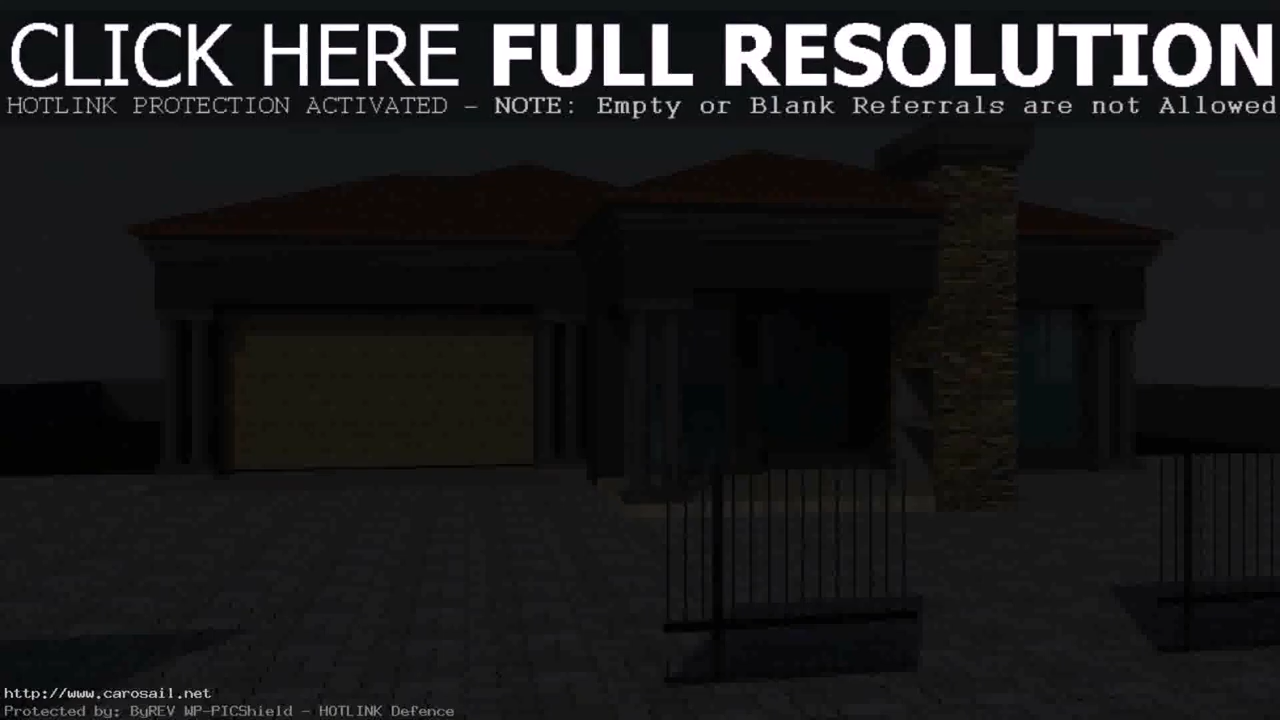 CLICK HERE FULL RESOLUTION
HOTLINK PROTECTION ACTIVATED – NOTE: Empty or Blank Referrals are not Allowed
http://www.carosail.net
Protected by: ByREV WP-PICShield – HOTLINK Defence